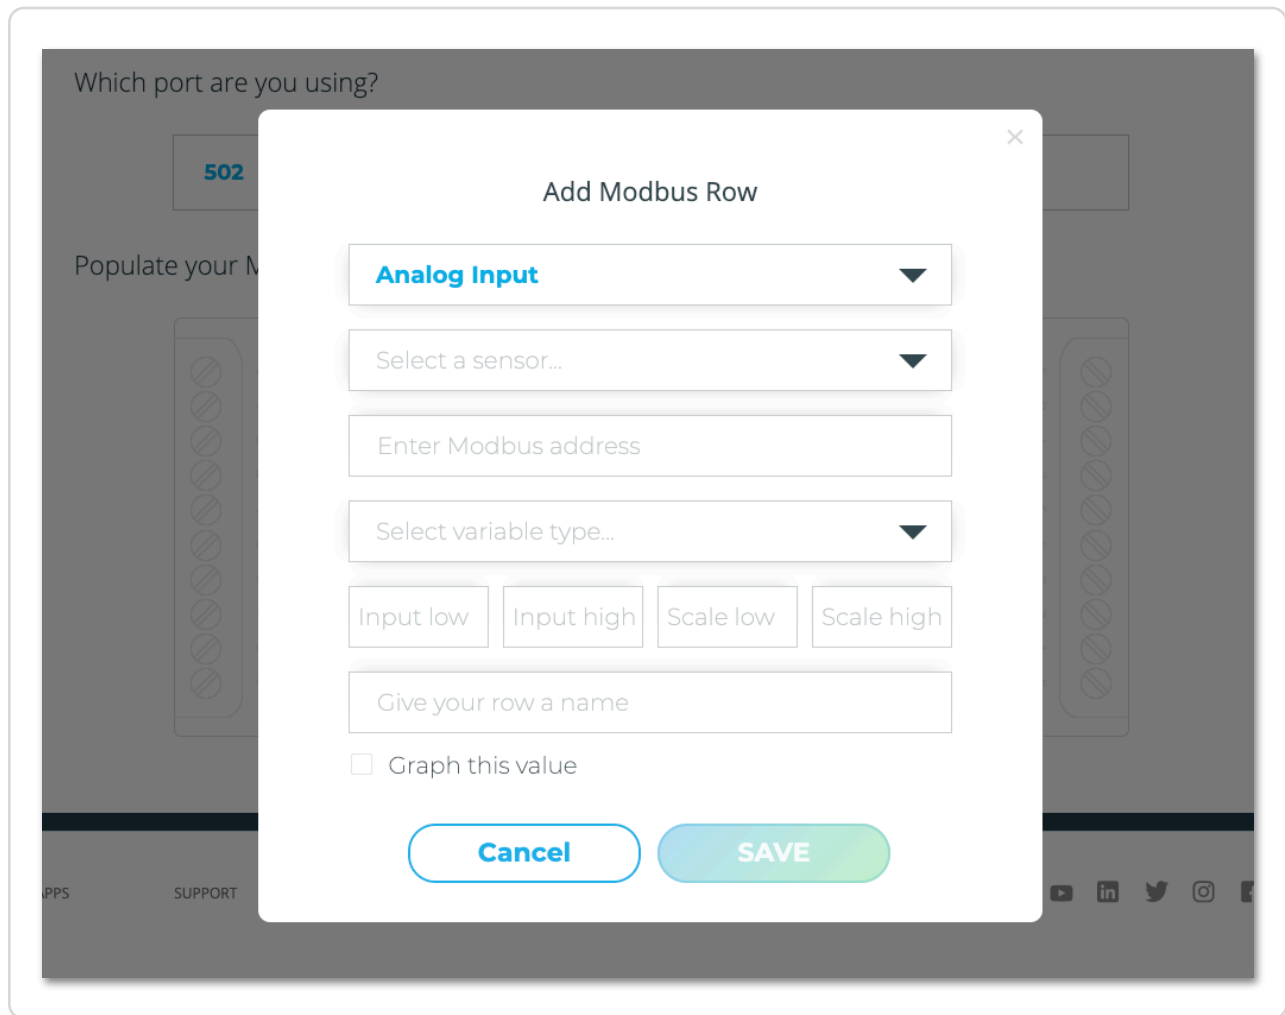 Which port are you using?
502
Add Modbus Row
Populate your
Analog Input
Select a sensor...
Enter Modbus address
Select variable type...
Input low Input high Scale low Scale high
Give your row a name
Graph this value
Cancel SAVE
SUPPORT